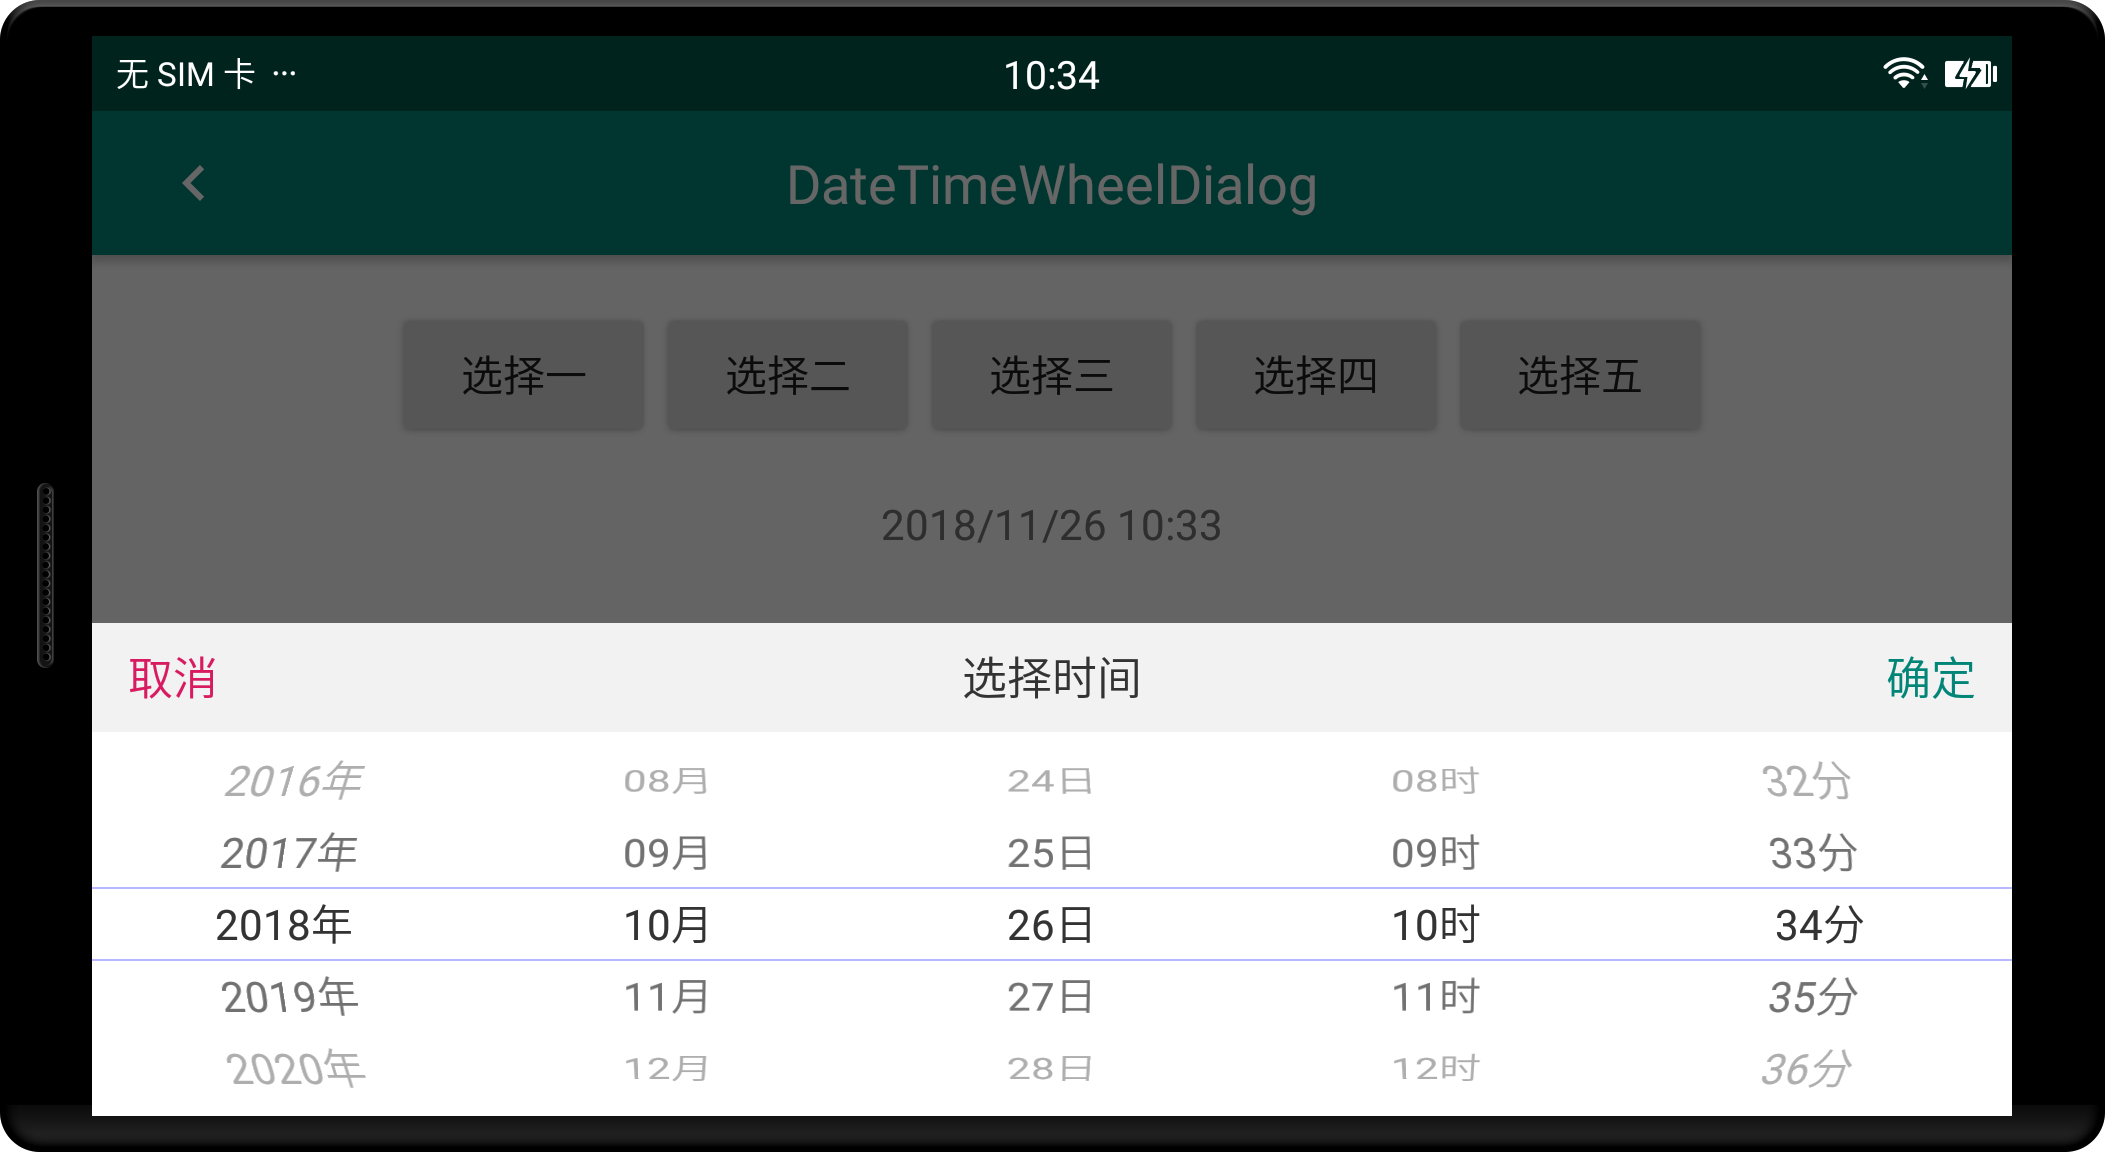 无 SIM 卡 ··· 10:34
DateTimeWheelDialog
选择一 选择二 选择三 选择四 选择五
2018/11/26 10:33
取消 选择时间 确定
2016年 08月 24日 08时 32分
2017年 09月 25日 09时 33分
2018年 10月 26日 10时 34分
2019年 11月 27日 11时 35分
2020年 12月 28日 12时 36分